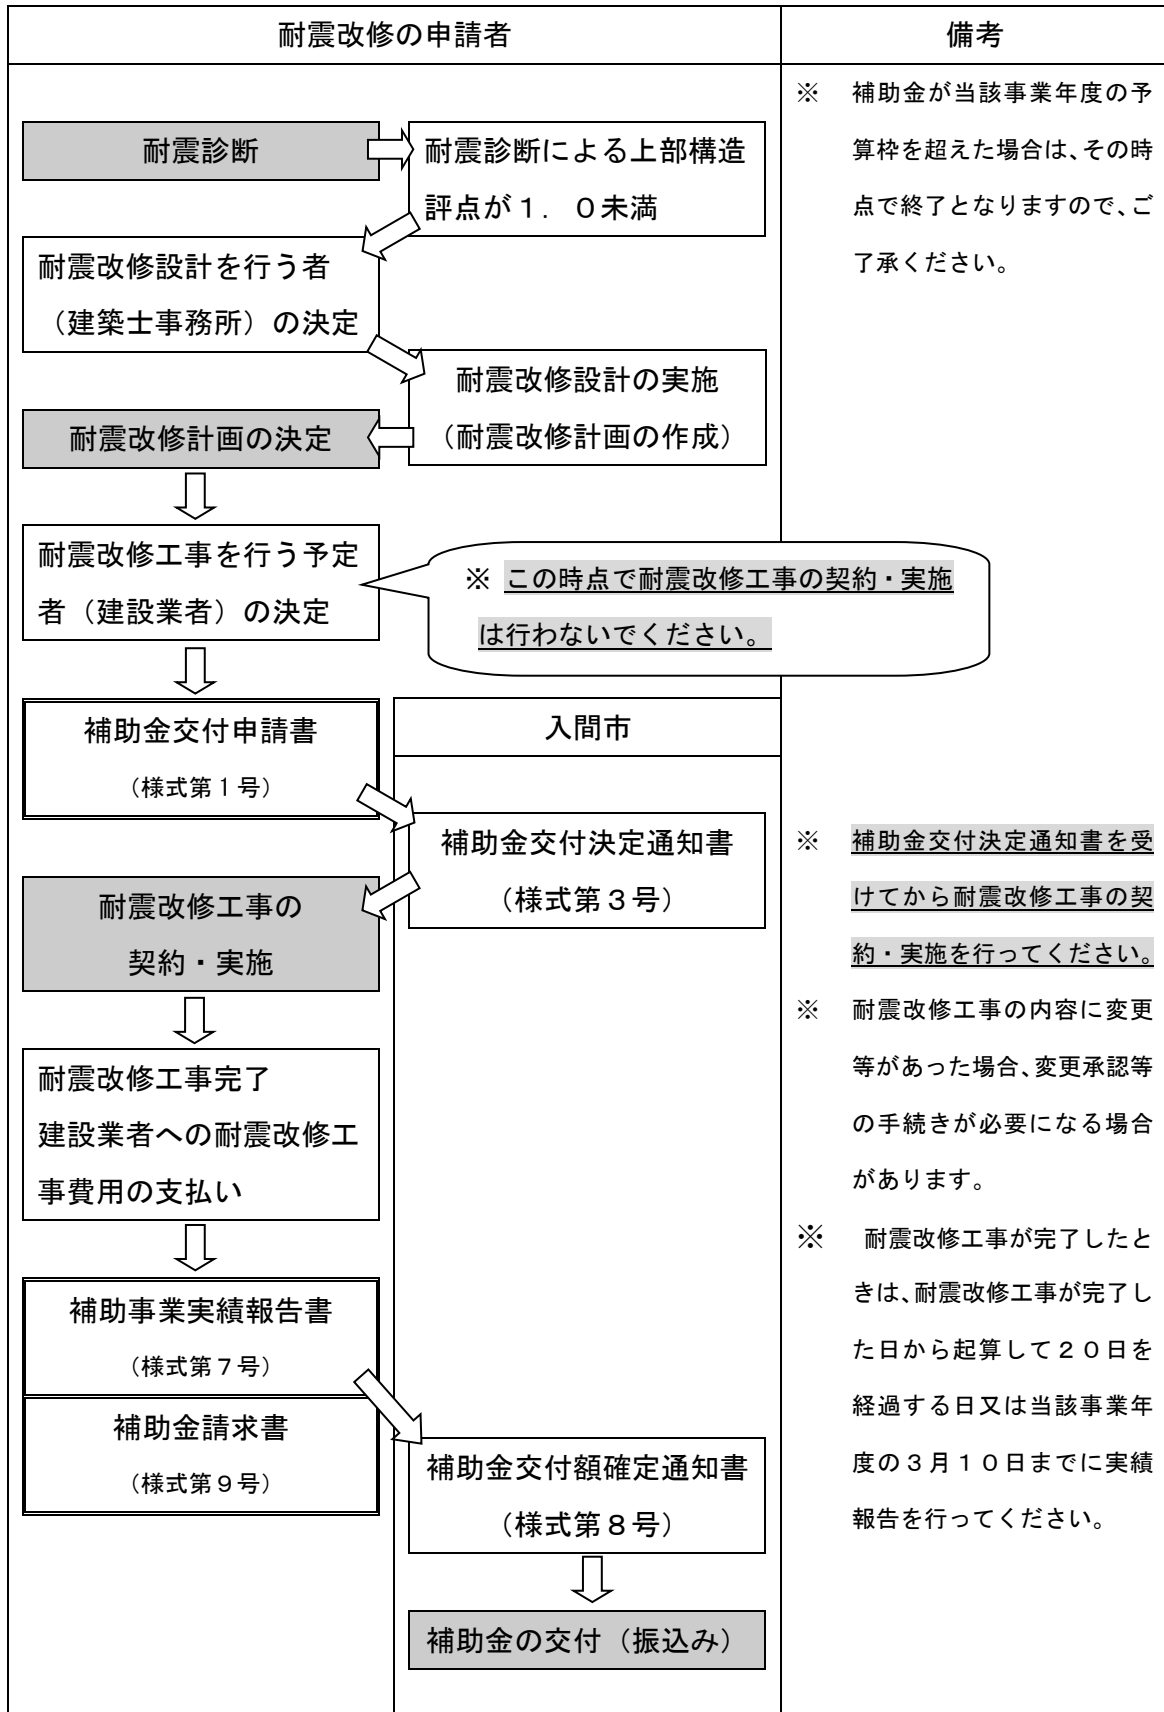 耐震改修の申請者
備考
耐震診断
耐震診断による上部構造
評点が１．０未満
耐震改修設計を行う者
（建築士事務所）の決定
耐震改修設計の実施
（耐震改修計画の作成）
耐震改修計画の決定
耐震改修工事を行う予定
者（建設業者）の決定
※ この時点で耐震改修工事の契約・実施
は行わないでください。
補助金交付申請書
（様式第１号）
入間市
補助金交付決定通知書
（様式第３号）
耐震改修工事の
契約・実施
耐震改修工事完了
建設業者への耐震改修工
事費用の支払い
補助事業実績報告書
（様式第７号）
補助金請求書
（様式第９号）
補助金交付額確定通知書
（様式第８号）
補助金の交付（振込み）
※ 補助金が当該事業年度の予
算枠を超えた場合は、その時
点で終了となりますので、ご
了承ください。
※ 補助金交付決定通知書を受
けてから耐震改修工事の契
約・実施を行ってください。
※ 耐震改修工事の内容に変更
等があった場合、変更承認等
の手続きが必要になる場合
があります。
※ 耐震改修工事が完了したと
きは、耐震改修工事が完了し
た日から起算して２０日を
経過する日又は当該事業年
度の３月１０日までに実績
報告を行ってください。